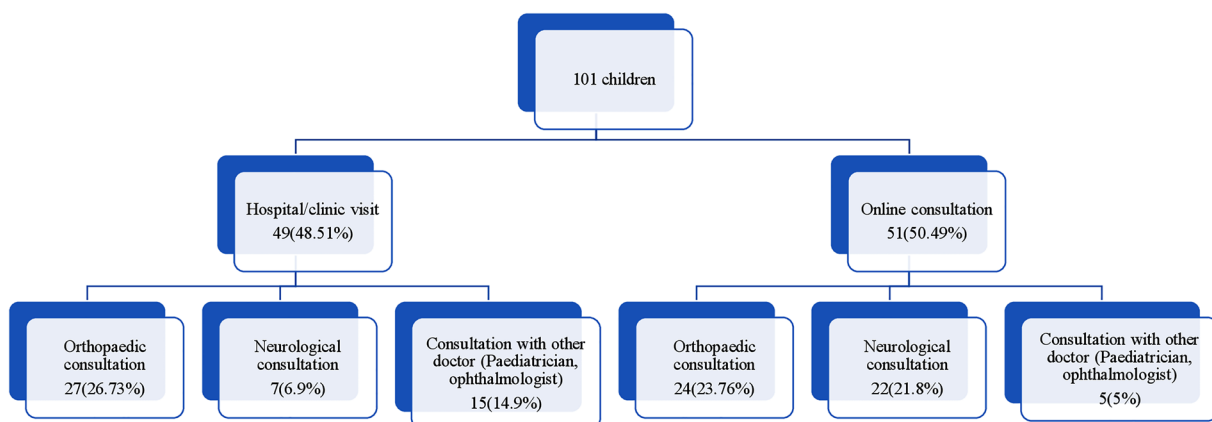 101 children
Hospital/clinic visit
49(48.51%)
Online consultation
51(50.49%)
Orthopaedic
consultation
27(26.73%)
Neurological
consultation
7(6.9%)
Consultation with other
doctor (Paediatrician,
ophthalmologist)
15(14.9%)
Orthopaedic
consultation
24(23.76%)
Neurological
consultation
22(21.8%)
Consultation with other
doctor (Paediatrician,
ophthalmologist)
5(5%)